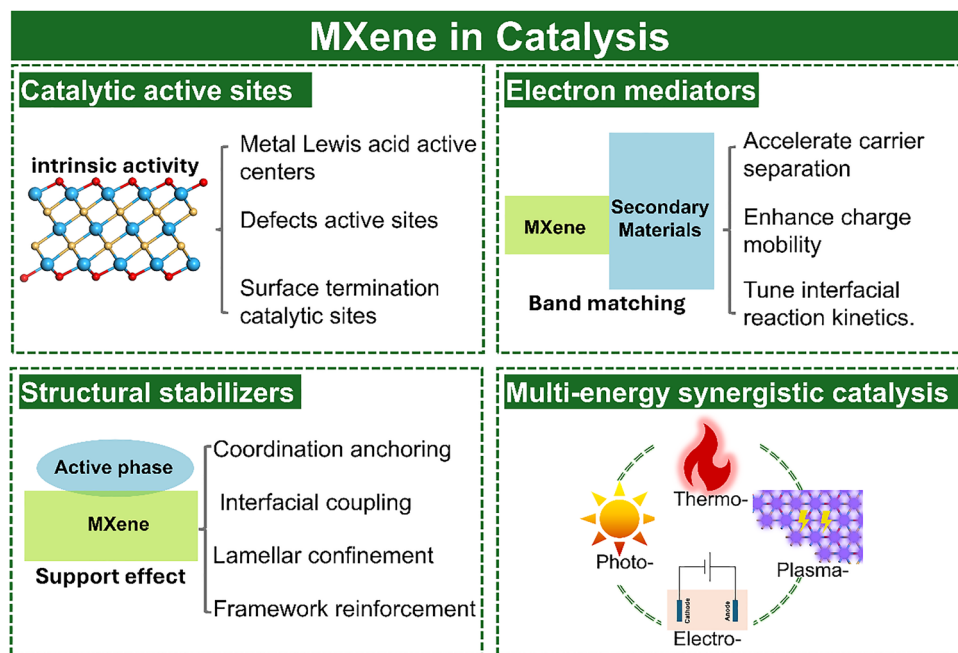 MXene in Catalysis
Catalytic active sites
intrinsic activity
Metal Lewis acid active
centers
Defects active sites
Surface termination
catalytic sites
Electron mediators
MXene
Secondary
Materials
Band matching
Accelerate carrier
separation
Enhance charge
mobility
Tune interfacial
reaction kinetics.
Structural stabilizers
Active phase
MXene
Support effect
Coordination anchoring
Interfacial coupling
Lamellar confinement
Framework reinforcement
Multi-energy synergistic catalysis
Thermo-
Photo-
Plasma-
Cathode
Anode
Electro-